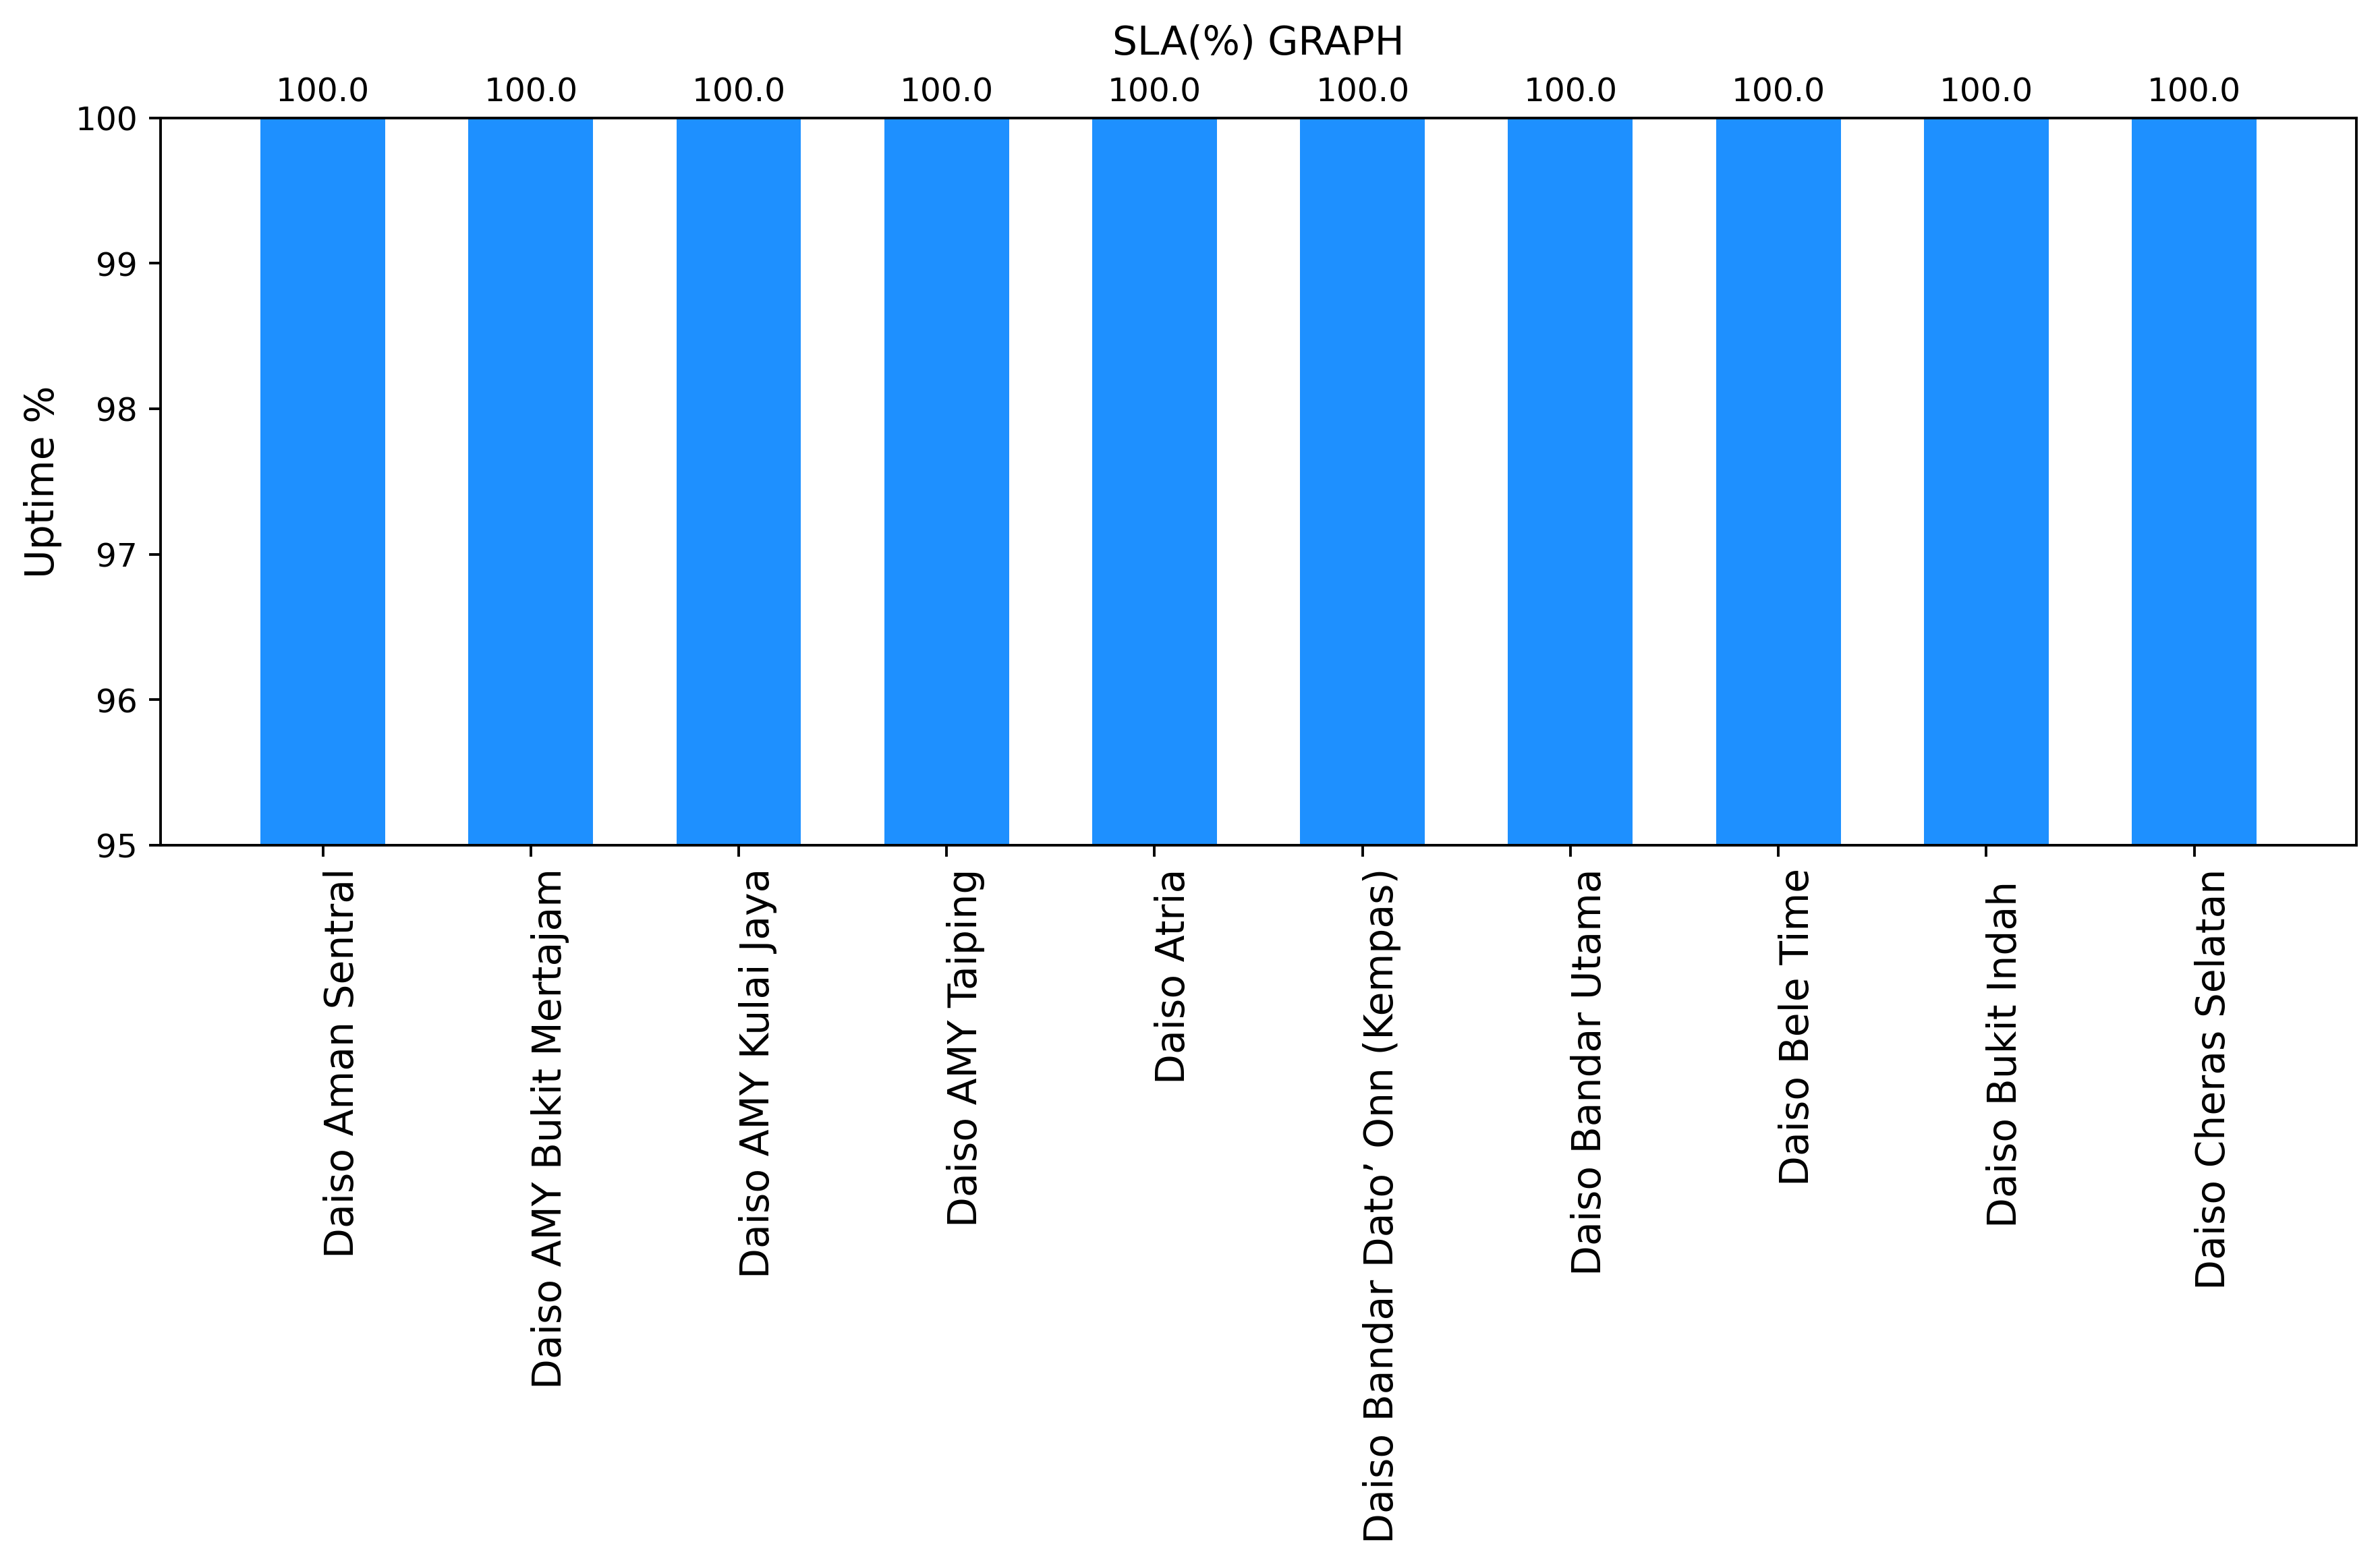 SLA(%) GRAPH
100.0 100.0 100.0 100.0 100.0 100.0 100.0 100.0 100.0 100.0
100
99
98
97
96
95
Uptime %
Daiso Aman Sentral
Daiso AMY Bukit Mertajam
Daiso AMY Kulai Jaya
Daiso AMY Taiping
Daiso Atria
Daiso Bandar Dato’ Onn (Kempas)
Daiso Bandar Utama
Daiso Bele Time
Daiso Bukit Indah
Daiso Cheras Selatan